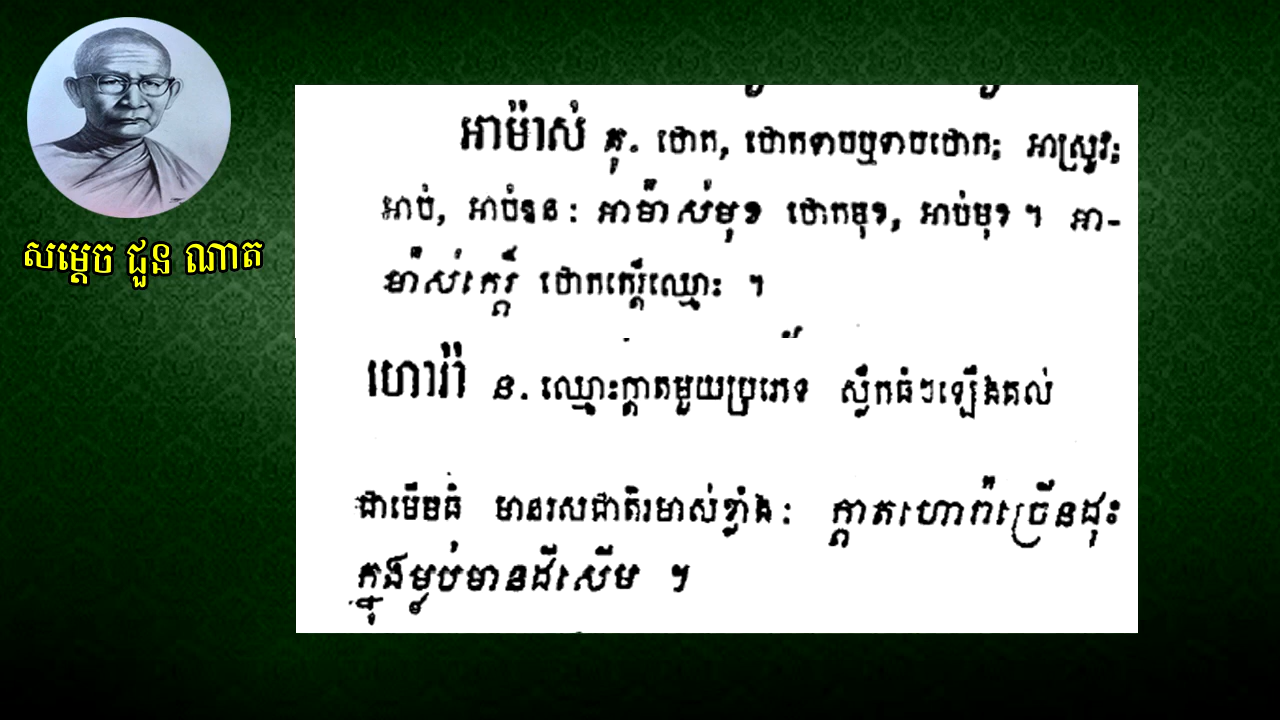 សម្តេច ជួន ណាត
អាម៉ាស់ គុ. ថោក, ថោកទាបឬទាបថោក; អាស្រូវ;
អាប់, អាប់ឱន : អាម៉ាស់មុខ ថោកមុខ, អាប់មុខ ។ អា-
ម៉ាស់កេរ្តិ៍ ថោកកេរ្តិ៍ឈ្មោះ ។
ហោរ៉ា ន. ឈ្មោះក្តាតមួយប្រភេទ ស្លឹកធំៗឡើងគល់
ជាមើមធំ មានរសជាតិរមាស់ខ្លាំង : ក្តាតហោរ៉ាច្រើនដុះ
ក្នុងម្លប់មានដីសើម ។